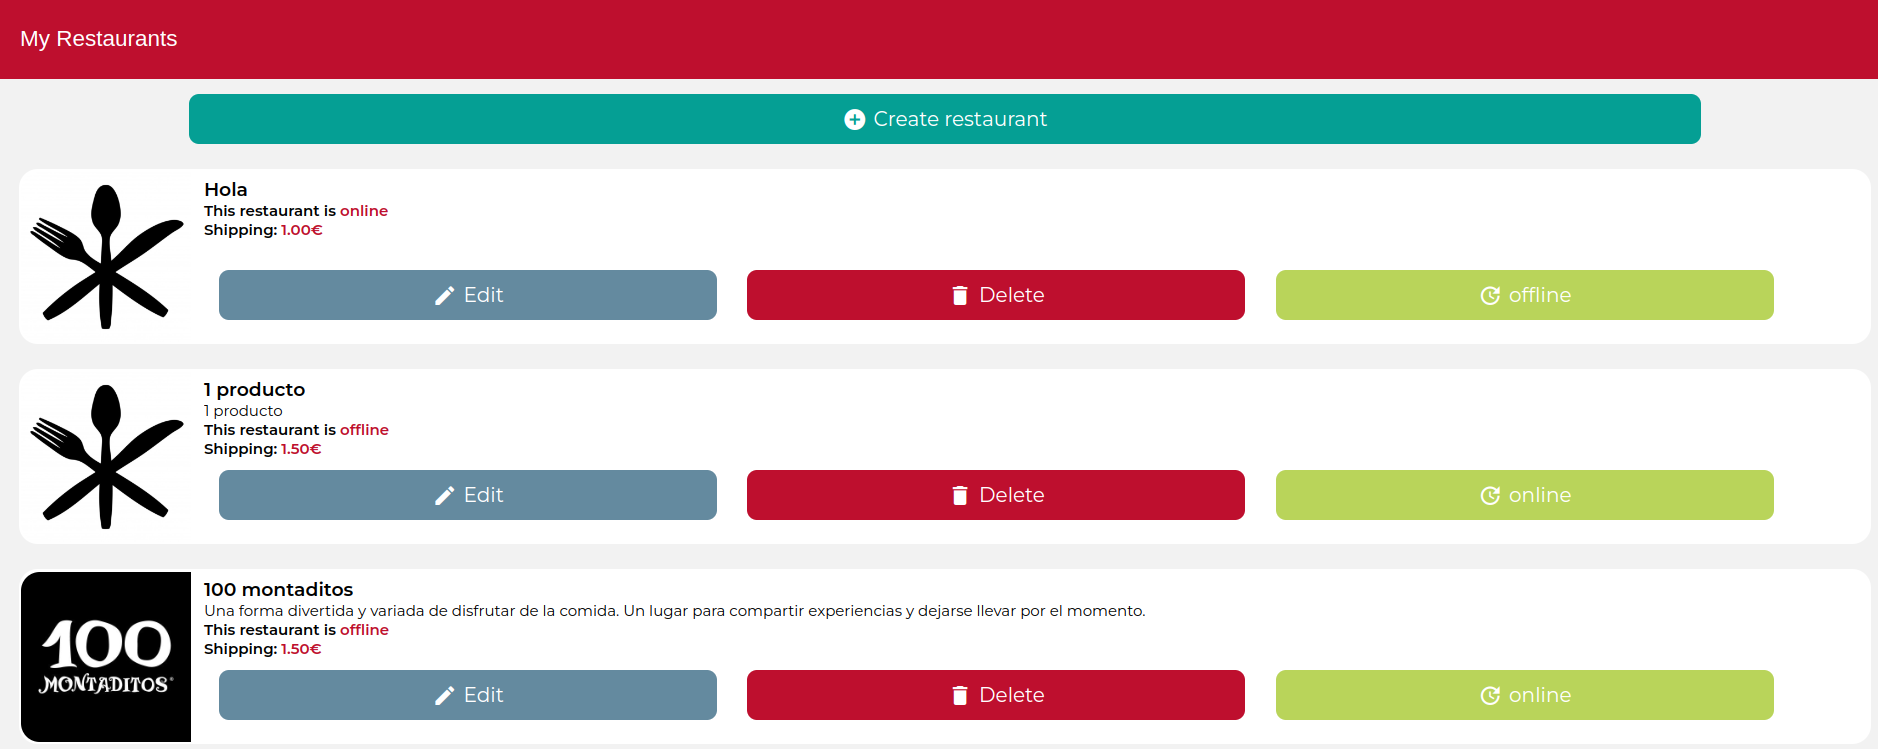 My Restaurants
Create restaurant
Hola
This restaurant is online
Shipping: 1.00€
Edit
Delete
offline
1 producto
1 producto
This restaurant is offline
Shipping: 1.50€
Edit
Delete
online
100 montaditos
Una forma divertida y variada de disfrutar de la comida. Un lugar para compartir experiencias y dejarse llevar por el momento.
This restaurant is offline
Shipping: 1.50€
100
MONTADITOS
Edit
Delete
online